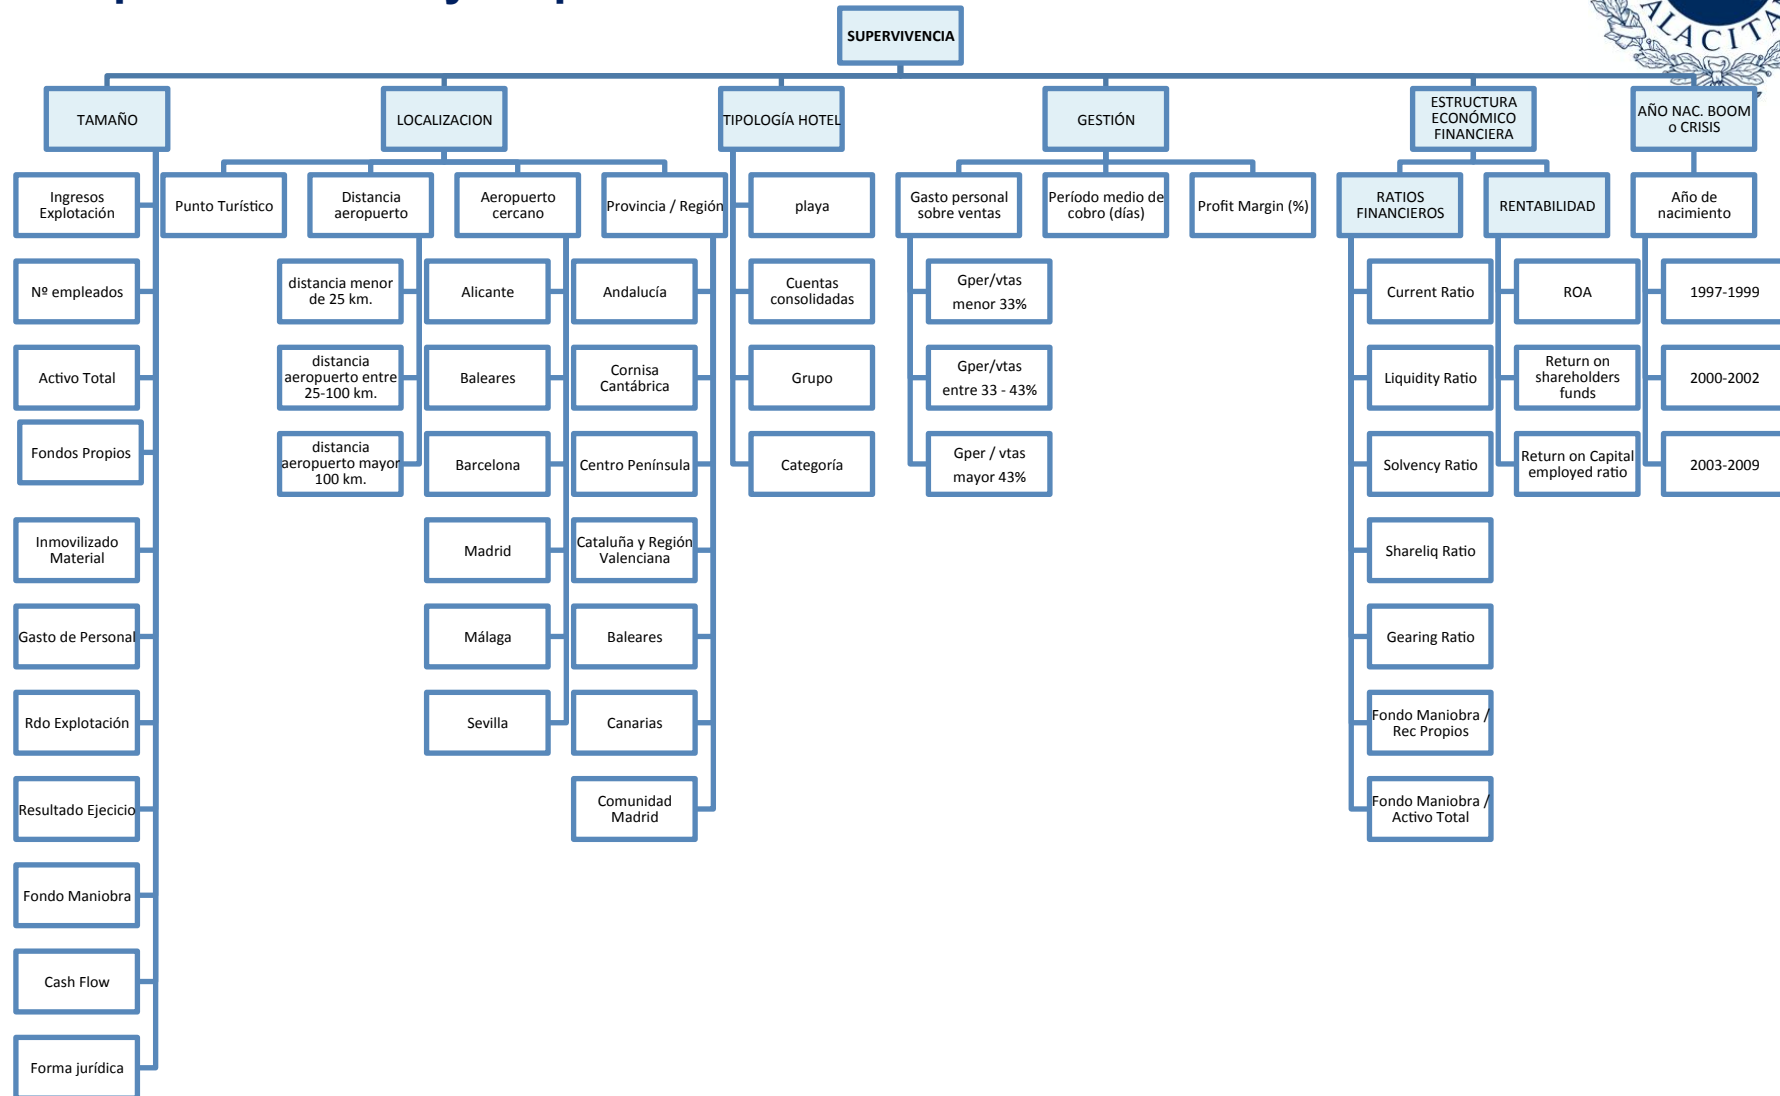 SUPERVIVENCIA
TAMAÑO
LOCALIZACION
TIPOLOGÍA HOTEL
GESTIÓN
ESTRUCTURA
ECONÓMICO
FINANCIERA
AÑO NAC. BOOM
o CRISIS
Ingresos
Explotación
Nº empleados
Activo Total
Fondos Propios
Inmovilizado
Material
Gasto de Personal
Rdo Explotación
Resultado Ejecicio
Fondo Maniobra
Cash Flow
Forma jurídica
Punto Turístico
Distancia
aeropuerto
distancia menor
de 25 km.
distancia
aeropuerto entre
25-100 km.
distancia
aeropuerto mayor
100 km.
Aeropuerto
cercano
Alicante
Baleares
Barcelona
Madrid
Málaga
Sevilla
Provincia / Región
Andalucía
Cornisa
Cantábrica
Centro Península
Cataluña y Región
Valenciana
Baleares
Canarias
Comunidad
Madrid
playa
Cuentas
consolidadas
Grupo
Categoría
Gasto personal
sobre ventas
Gper/vtas
menor 33%
Gper/vtas
entre 33 - 43%
Gper / vtas
mayor 43%
Período medio de
cobro (días)
Profit Margin (%)
RATIOS
FINANCIEROS
Current Ratio
Liquidity Ratio
Solvency Ratio
Shareliq Ratio
Gearing Ratio
Fondo Maniobra /
Rec Propios
Fondo Maniobra /
Activo Total
RENTABILIDAD
ROA
Return on
shareholders
funds
Return on Capital
employed ratio
Año de
nacimiento
1997-1999
2000-2002
2003-2009